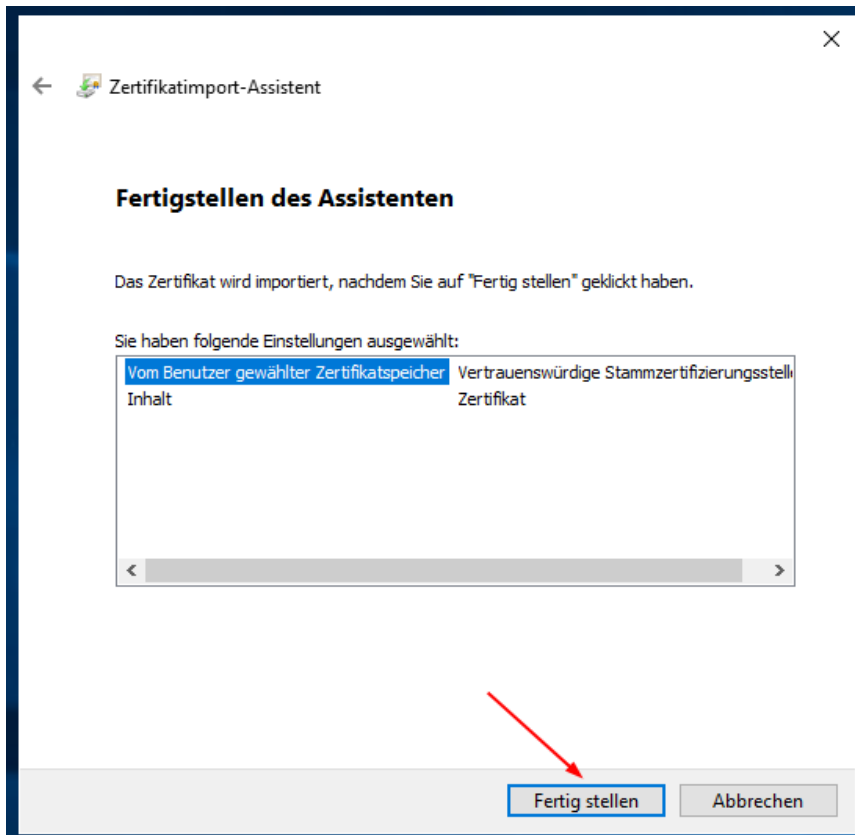 Zertifikatimport-Assistent
Fertigstellen des Assistenten
Das Zertifikat wird importiert, nachdem Sie auf "Fertig stellen" geklickt haben.
Sie haben folgende Einstellungen ausgewählt:
Vom Benutzer gewählter Zertifikatspeicher Vertrauenswürdige Stammzertifizierungsstell
Inhalt Zertifikat
Fertig stellen Abbrechen